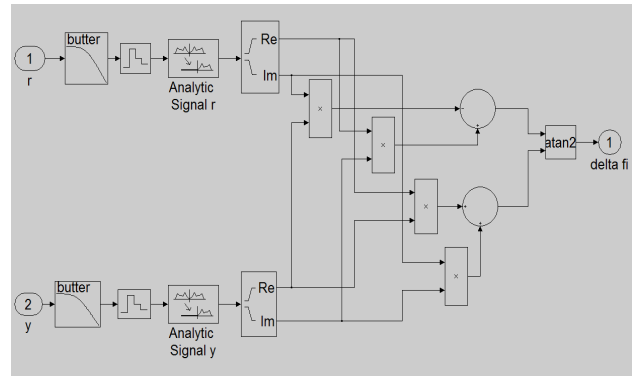 butter
1
r
Analytic
Signal r
Re
Im
×
×
×
×
atan2
1
delta fi
butter
2
y
Analytic
Signal y
Re
Im